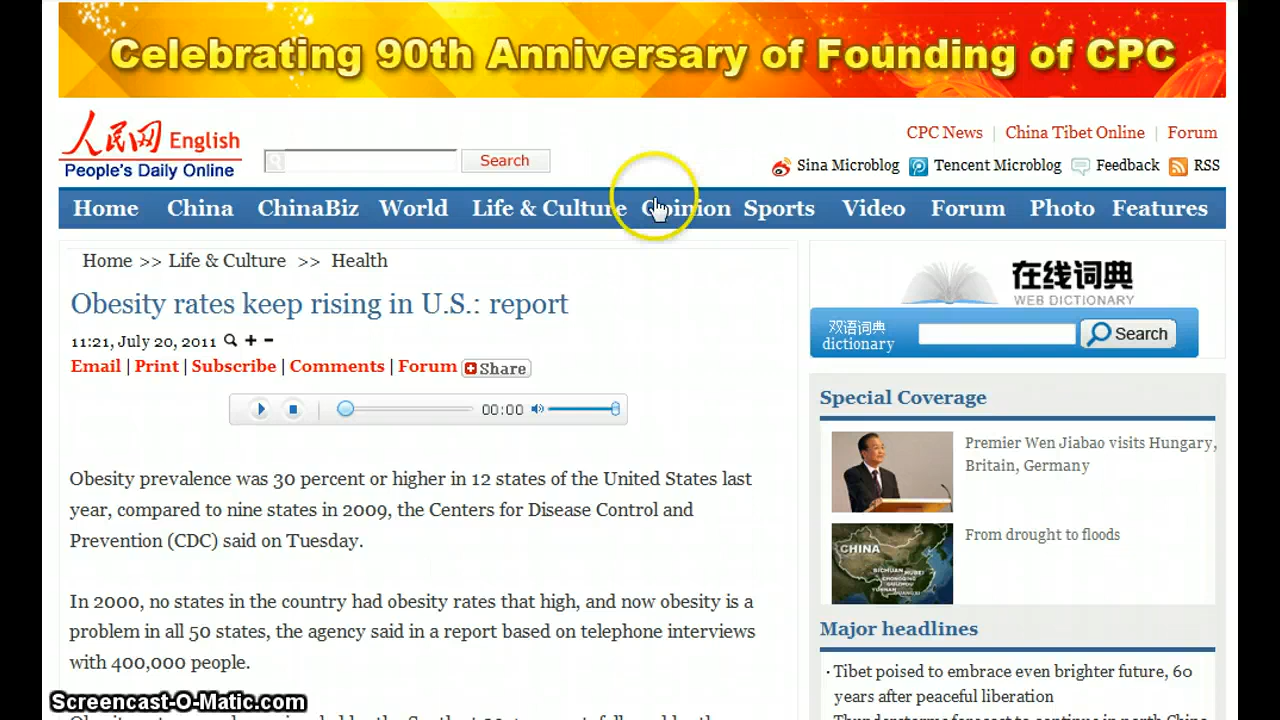 Celebrating 90th Anniversary of Founding of CPC
人民网 English
People's Daily Online
Search
CPC News | China Tibet Online | Forum
Sina Microblog Tencent Microblog Feedback RSS
Home China ChinaBiz World Life & Culture Opinion Sports Video Forum Photo Features
Home >> Life & Culture >> Health
Obesity rates keep rising in U.S.: report
11:21, July 20, 2011
Email | Print | Subscribe | Comments | Forum Share
00:00
Obesity prevalence was 30 percent or higher in 12 states of the United States last
year, compared to nine states in 2009, the Centers for Disease Control and
Prevention (CDC) said on Tuesday.
In 2000, no states in the country had obesity rates that high, and now obesity is a
problem in all 50 states, the agency said in a report based on telephone interviews
with 400,000 people.
在线词典
WEB DICTIONARY
双语词典
dictionary
Search
Special Coverage
Premier Wen Jiabao visits Hungary,
Britain, Germany
CHINA
From drought to floods
Major headlines
· Tibet poised to embrace even brighter future, 60
years after peaceful liberation
Screencast-O-Matic.com